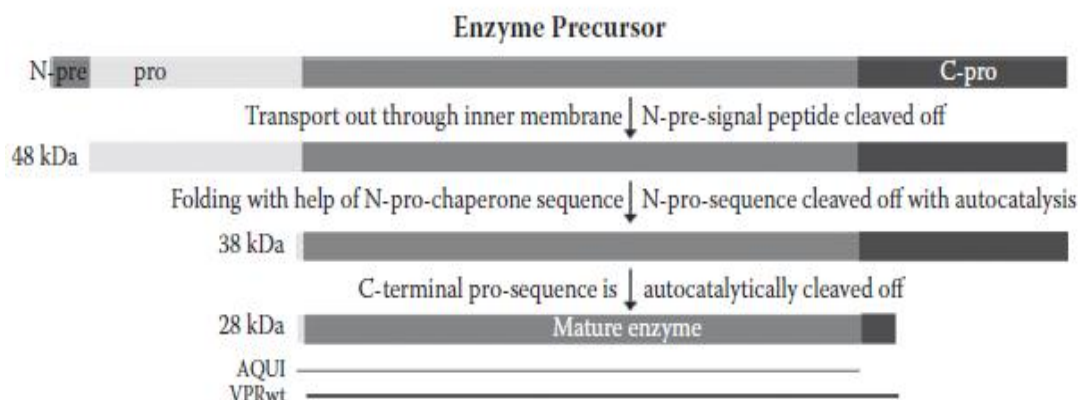 Enzyme Precursor
N-pre pro C-pro
Transport out through inner membrane N-pre-signal peptide cleaved off
48 kDa
Folding with help of N-pro-chaperone sequence N-pro-sequence cleaved off with autocatalysis
38 kDa
C-terminal pro-sequence is autocatalytically cleaved off
28 kDa Mature enzyme
AQUI
VPRwt